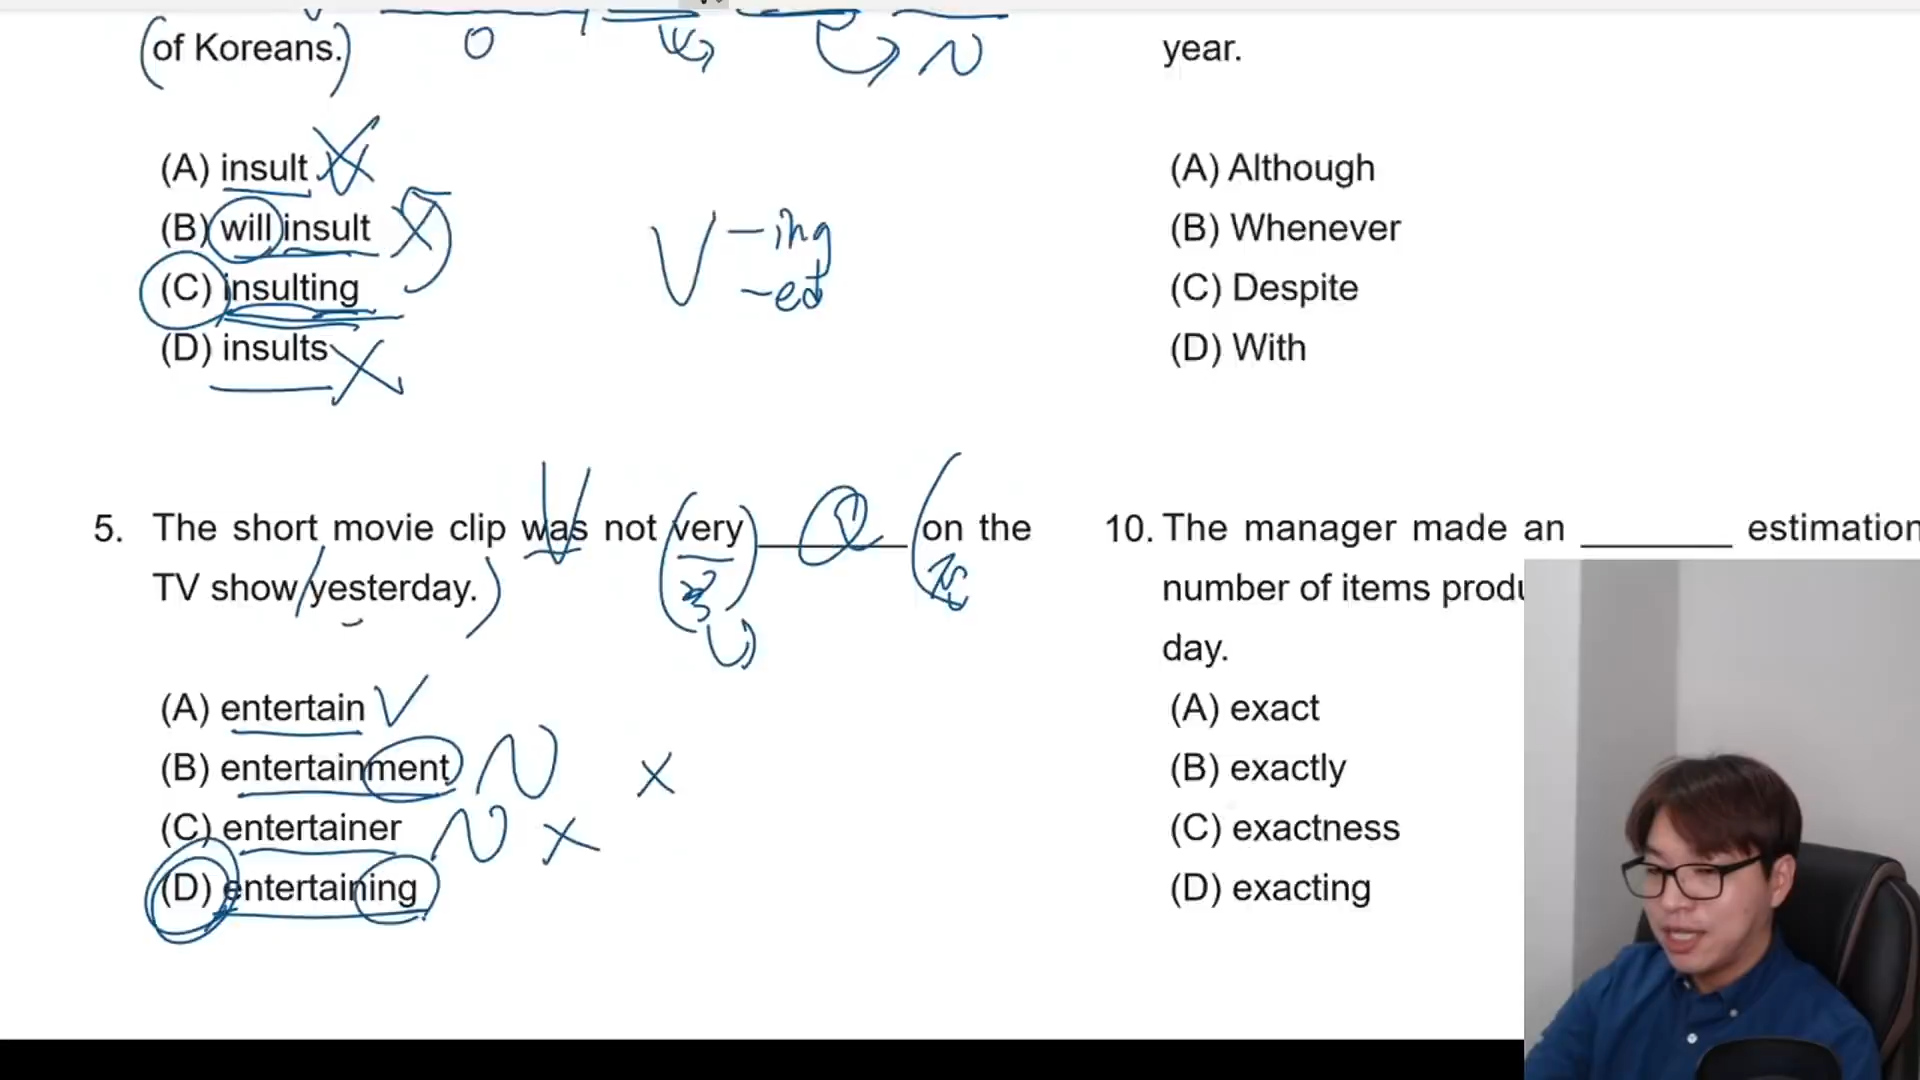 of Koreans.
O
N
(A) insult
(B) will insult
(C) insulting
(D) insults
V -ing
-ed
5. The short movie clip was not very ______ on the
TV show yesterday.
V
(A) entertain V
(B) entertainment N X
(C) entertainer N X
(D) entertaining
year.
(A) Although
(B) Whenever
(C) Despite
(D) With
10. The manager made an ______ estimation
number of items produ
day.
(A) exact
(B) exactly
(C) exactness
(D) exacting